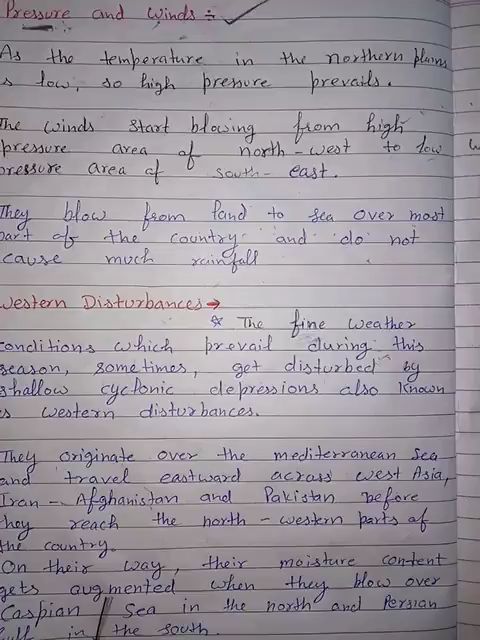 Pressure and Winds :-
As the temperature in the northern plains
is low, so high pressure prevails.
The winds start blowing from high
pressure area of north-west to low
pressure area of south-east.
They blow from land to sea over most
part of the country and do not
cause much rainfall
Western Disturbances →
* The fine weather
conditions which prevail during this
season, sometimes, get disturbed by
shallow cyclonic depressions also known
as western disturbances.
They originate over the mediterranean sea
and travel eastward across west Asia,
Iran - Afghanistan and Pakistan before
they reach the north-western parts of
the country.
On their way, their moisture content
gets augmented when they blow over
Caspian Sea in the north and Persian
Gulf in the south.